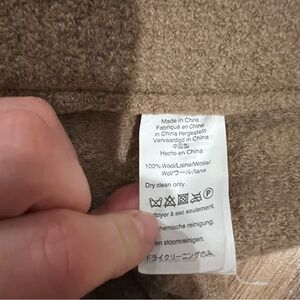 Made in China
Fabriqué en Chine
in China Hergestellt
Vervaardigd in China
中国製
Hecho en China
100% Wool/Laine/Wolle/
Wol/ウール/lana
Dry clean only.
P
toyer à sec seulement.
emische reinigung.
en stoomreinigen.
ドライクリーニングのみ。